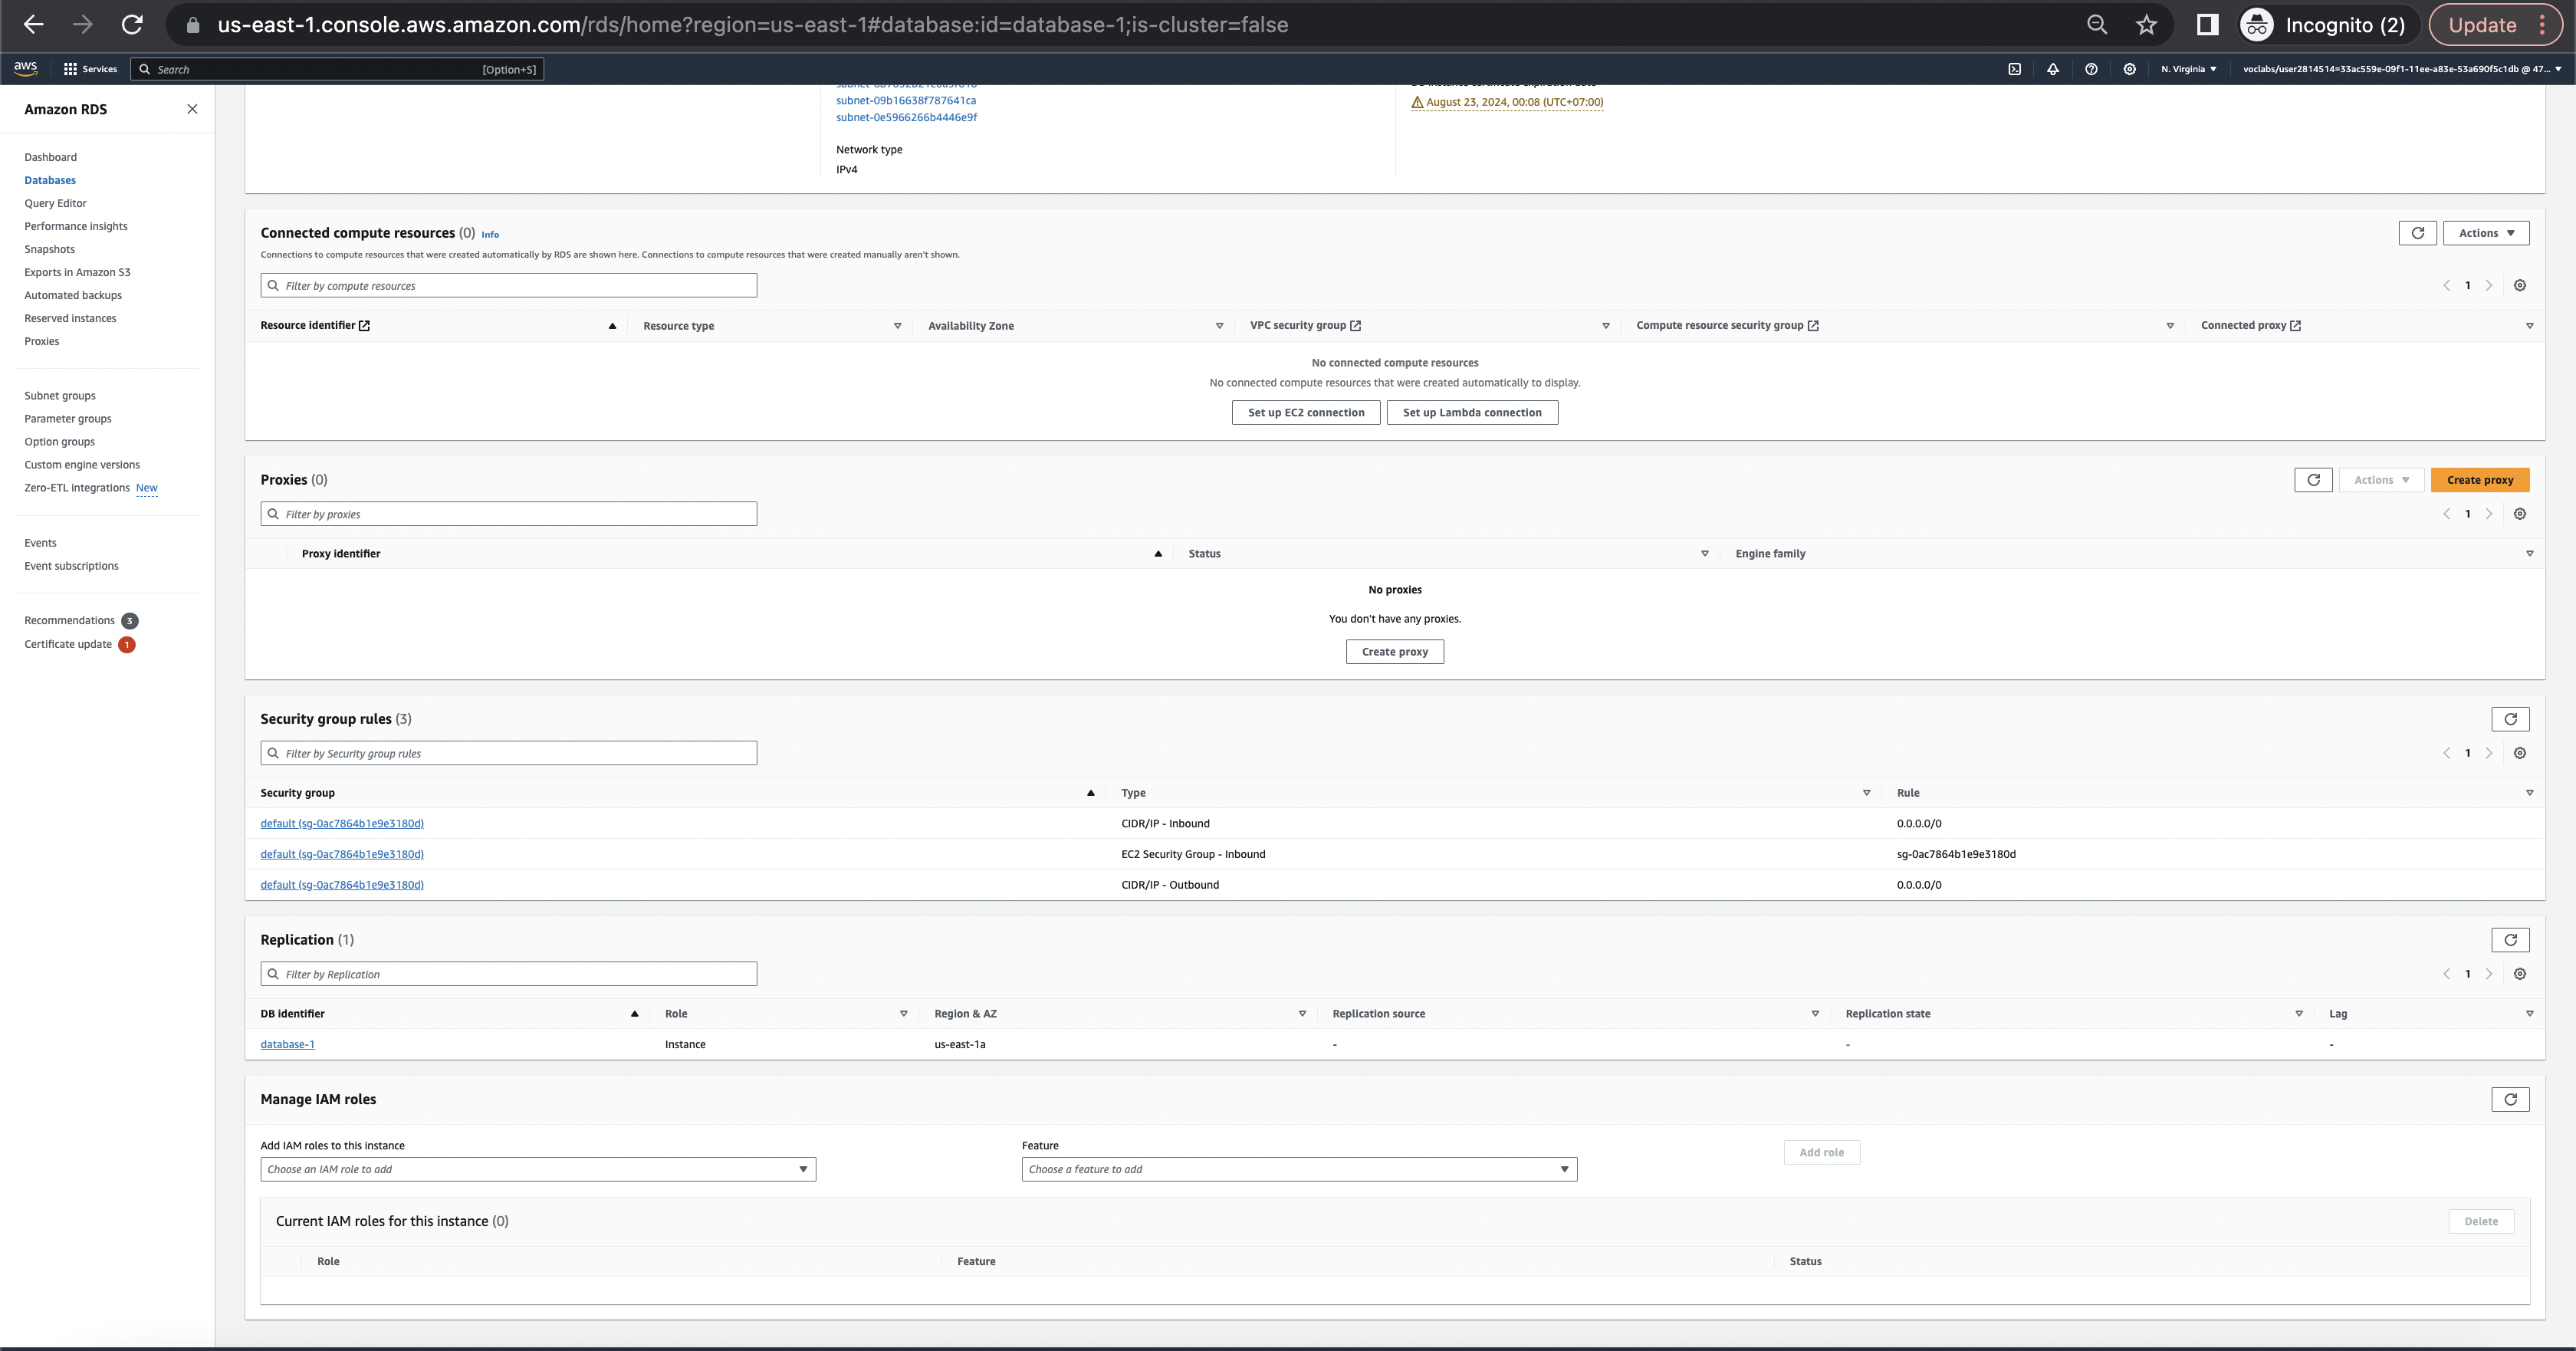 us-east-1.console.aws.amazon.com/rds/home?region=us-east-1#database:id=database-1;is-cluster=false
Incognito (2)
Update
aws
Services
Search
[Option+S]
N. Virginia
voclabs/user2814514=33ac559e-09f1-11ee-a83e-53a690f5c1db @ 47...
Amazon RDS
Dashboard
Databases
Query Editor
Performance insights
Snapshots
Exports in Amazon S3
Automated backups
Reserved instances
Proxies
Subnet groups
Parameter groups
Option groups
Custom engine versions
Zero-ETL integrations New
Events
Event subscriptions
Recommendations 3
Certificate update 1
subnet-09b16638f787641ca
subnet-0e5966266b4446e9f
Network type
IPv4
August 23, 2024, 00:08 (UTC+07:00)
Connected compute resources (0) Info
Actions
Connections to compute resources that were created automatically by RDS are shown here. Connections to compute resources that were created manually aren't shown.
Filter by compute resources
1
Resource identifier Resource type Availability Zone VPC security group Compute resource security group Connected proxy
No connected compute resources
No connected compute resources that were created automatically to display.
Set up EC2 connection Set up Lambda connection
Proxies (0)
Actions Create proxy
Filter by proxies
1
Proxy identifier Status Engine family
No proxies
You don't have any proxies.
Create proxy
Security group rules (3)
Filter by Security group rules
1
Security group Type Rule
default (sg-0ac7864b1e9e3180d) CIDR/IP - Inbound 0.0.0.0/0
default (sg-0ac7864b1e9e3180d) EC2 Security Group - Inbound sg-0ac7864b1e9e3180d
default (sg-0ac7864b1e9e3180d) CIDR/IP - Outbound 0.0.0.0/0
Replication (1)
Filter by Replication
1
DB identifier Role Region & AZ Replication source Replication state Lag
database-1 Instance us-east-1a - - -
Manage IAM roles
Add IAM roles to this instance
Choose an IAM role to add
Feature
Choose a feature to add
Add role
Current IAM roles for this instance (0)
Delete
Role Feature Status